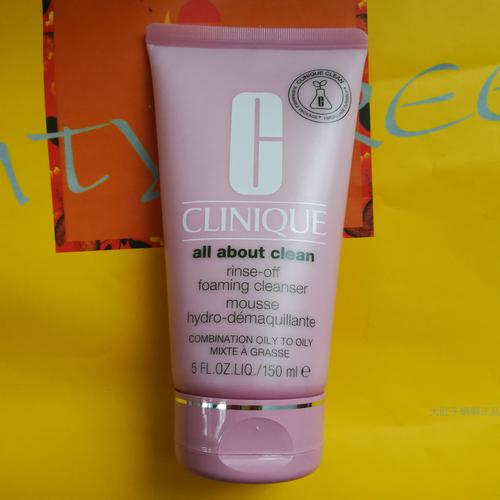 CLINIQUE CLEAN
C
CLINIQUE
all about clean
rinse-off
foaming cleanser
mousse
hydro-démaquillante
COMBINATION OILY TO OILY
MIXTE À GRASSE
5 FL.OZ.LIQ./150 ml ℮